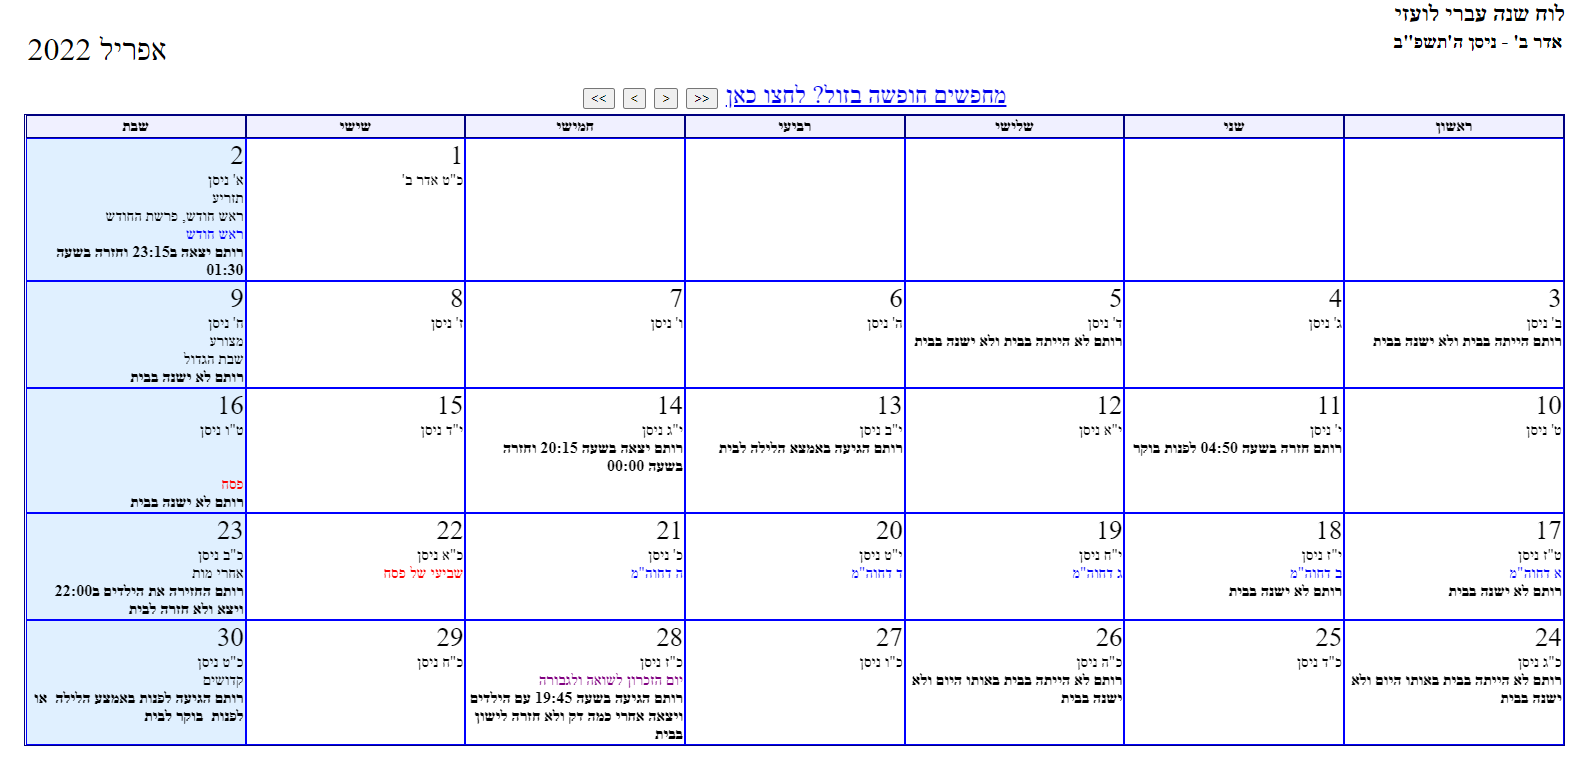 לוח שנה עברי לועזי
אדר ב' - ניסן ה'תשפ"ב
אפריל 2022
מחפשים חופשה בזול? לחצו כאן >> > < <<
ראשון שני שלישי רביעי חמישי שישי שבת
1
כ"ט אדר ב'
2
א' ניסן
תזריע
ראש חודש, פרשת החודש
ראש חודש
רותם יצאה ב23:15 וחזרה בשעה
01:30
3
ב' ניסן
רותם הייתה בבית ולא ישנה בבית
4
ג' ניסן
5
ד' ניסן
רותם לא הייתה בבית ולא ישנה בבית
6
ה' ניסן
7
ו' ניסן
8
ז' ניסן
9
ח' ניסן
מצורע
שבת הגדול
רותם לא ישנה בבית
10
ט' ניסן
11
י' ניסן
רותם חזרה בשעה 04:50 לפנות בוקר
12
י"א ניסן
13
י"ב ניסן
רותם הגיעה באמצא הלילה לבית
14
י"ג ניסן
רותם יצאה בשעה 20:15 וחזרה
בשעה 00:00
15
י"ד ניסן
16
ט"ו ניסן
פסח
רותם לא ישנה בבית
17
ט"ז ניסן
א דחוה"מ
רותם לא ישנה בבית
18
י"ז ניסן
ב דחוה"מ
רותם לא ישנה בבית
19
י"ח ניסן
ג דחוה"מ
20
י"ט ניסן
ד דחוה"מ
21
כ' ניסן
ה דחוה"מ
22
כ"א ניסן
שביעי של פסח
23
כ"ב ניסן
אחרי מות
רותם החזירה את הילדים ב22:00
ויצא ולא חזרה לבית
24
כ"ג ניסן
רותם לא הייתה בבית באותו היום ולא
ישנה בבית
25
כ"ד ניסן
26
כ"ה ניסן
רותם לא הייתה בבית באותו היום ולא
ישנה בבית
27
כ"ו ניסן
28
כ"ז ניסן
יום הזכרון לשואה ולגבורה
רותם הגיעה בשעה 19:45 עם הילדים
ויצאה אחרי כמה דק ולא חזרה לישון
בבית
29
כ"ח ניסן
30
כ"ט ניסן
קדושים
רותם הגיעה לפנות באמצע הלילה או
לפנות בוקר לבית